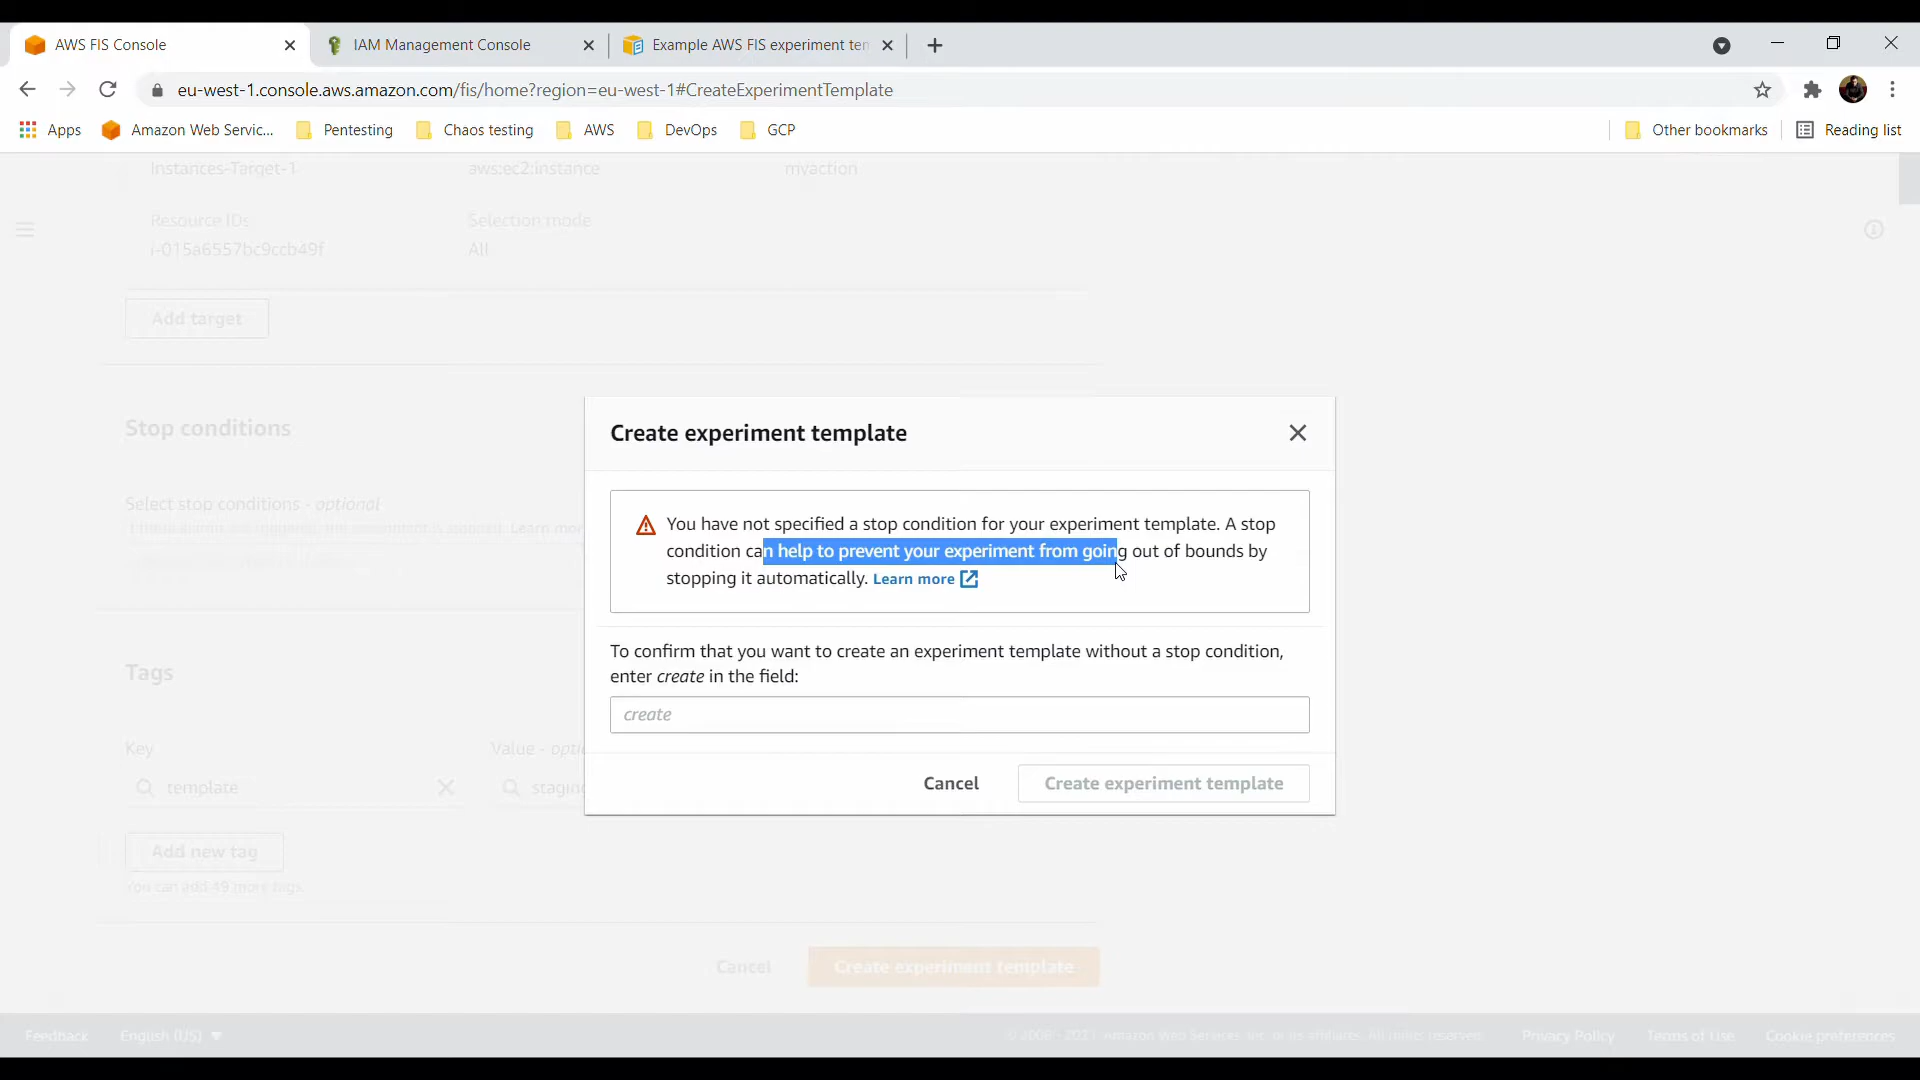 AWS FIS Console
IAM Management Console
Example AWS FIS experiment ten
eu-west-1.console.aws.amazon.com/fis/home?region=eu-west-1#CreateExperimentTemplate
Apps
Amazon Web Servic...
Pentesting
Chaos testing
AWS
DevOps
GCP
Other bookmarks
Reading list
Instances-Target-1
aws:ec2:instance
myaction
Resource IDs
Selection mode
i-015a6557bc9ccb49f
All
Add target
Stop conditions
Select stop conditions - optional
Learn mor
Create experiment template
You have not specified a stop condition for your experiment template. A stop
condition can help to prevent your experiment from going out of bounds by
stopping it automatically. Learn more
To confirm that you want to create an experiment template without a stop condition,
enter create in the field:
create
Cancel
Create experiment template
Tags
Key
Value - opti
template
staging
Add new tag
You can add 49 more tags.
Cancel
Create experiment template
Feedback
English (US)
Privacy Policy
Terms of Use
Cookie preferences